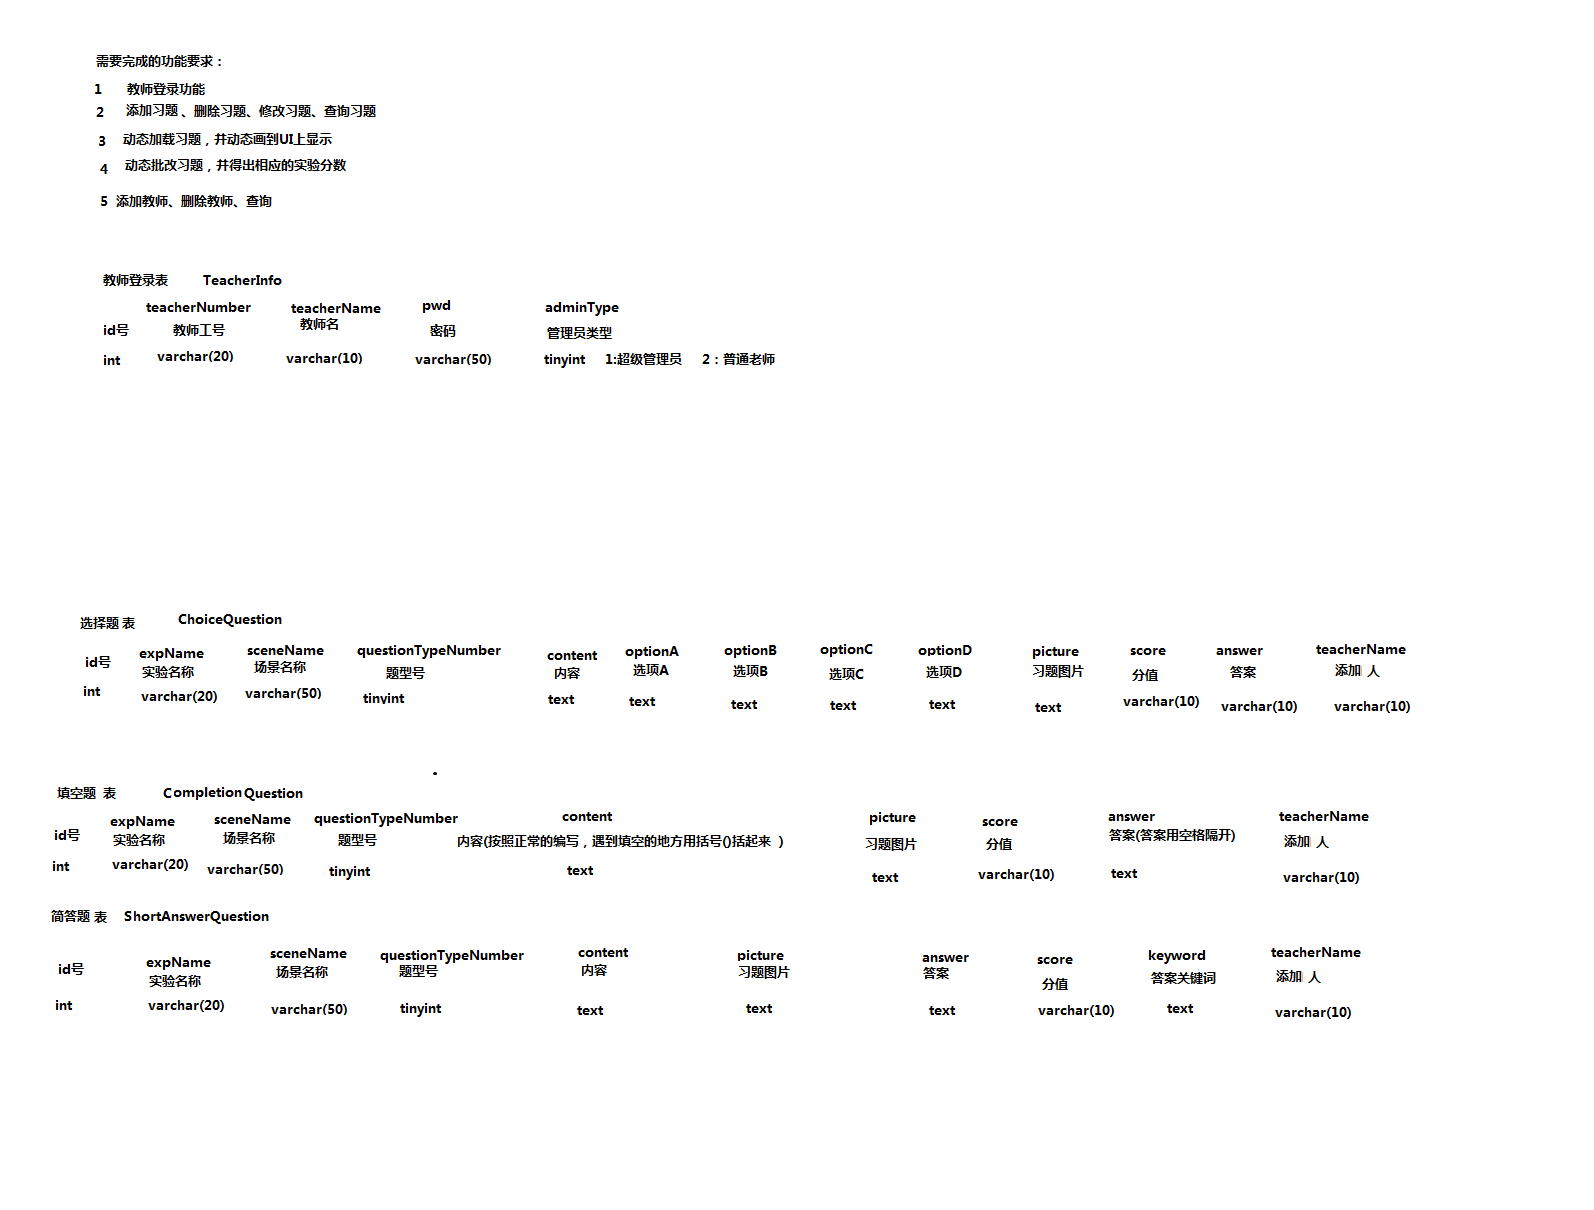 需要完成的功能要求：
1 教师登录功能
2 添加习题、删除习题、修改习题、查询习题
3 动态加载习题，并动态画到UI上显示
4 动态批改习题，并得出相应的实验分数
5 添加教师、删除教师、查询
教师登录表 TeacherInfo
teacherNumber teacherName pwd adminType
id号 教师工号 教师名 密码 管理员类型
int varchar(20) varchar(10) varchar(50) tinyint 1:超级管理员 2：普通老师
选择题 表 ChoiceQuestion
expName sceneName questionTypeNumber content optionA optionB optionC optionD picture score answer teacherName
id号 实验名称 场景名称 题型号 内容 选项A 选项B 选项C 选项D 习题图片 分值 答案 添加 人
int varchar(20) varchar(50) tinyint text text text text text text varchar(10) varchar(10) varchar(10)
填空题 表 Completion Question
expName sceneName questionTypeNumber content picture score answer teacherName
id号 实验名称 场景名称 题型号 内容(按照正常的编写，遇到填空的地方用括号()括起来 ) 习题图片 分值 答案(答案用空格隔开) 添加 人
int varchar(20) varchar(50) tinyint text text varchar(10) text varchar(10)
简答题 表 ShortAnswerQuestion
expName sceneName questionTypeNumber content picture answer score keyword teacherName
id号 实验名称 场景名称 题型号 内容 习题图片 答案 分值 答案关键词 添加 人
int varchar(20) varchar(50) tinyint text text text varchar(10) text varchar(10)